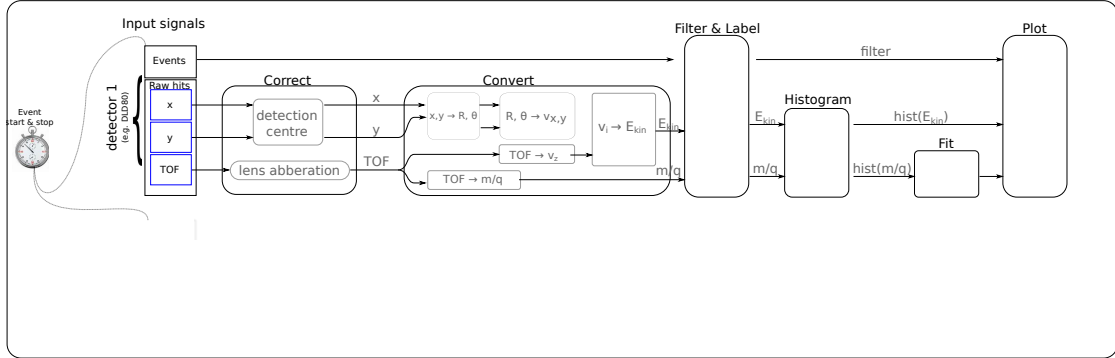 Input signals
Filter & Label
Plot
Events
filter
Correct
Convert
Raw hits
detector 1
(e.g. DLD80)
Event
start & stop
x
y
TOF
detection
centre
lens abberation
x
y
TOF
x,y → R, θ
R, θ → vx,y
TOF → vz
TOF → m/q
vi → Ekin
Ekin
m/q
Ekin
m/q
Histogram
hist(Ekin)
hist(m/q)
Fit